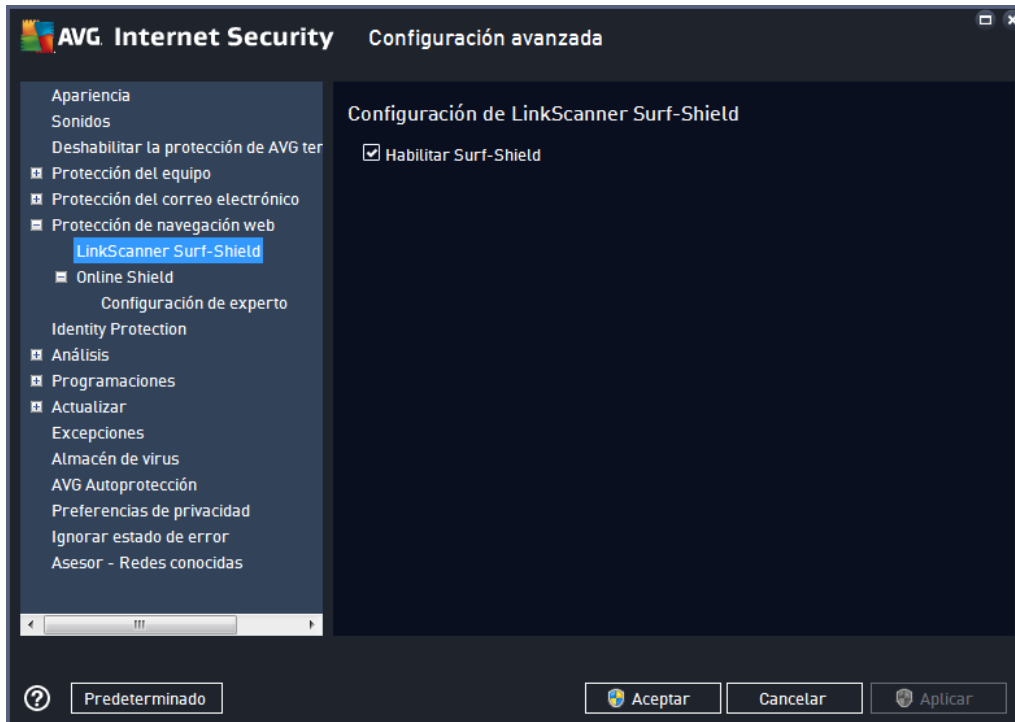 AVG. Internet Security Configuración avanzada
Apariencia
Sonidos
Deshabilitar la protección de AVG ter
Protección del equipo
Protección del correo electrónico
Protección de navegación web
LinkScanner Surf-Shield
Online Shield
Configuración de experto
Identity Protection
Análisis
Programaciones
Actualizar
Excepciones
Almacén de virus
AVG Autoprotección
Preferencias de privacidad
Ignorar estado de error
Asesor - Redes conocidas
Configuración de LinkScanner Surf-Shield
Habilitar Surf-Shield
Predeterminado
Aceptar
Cancelar
Aplicar